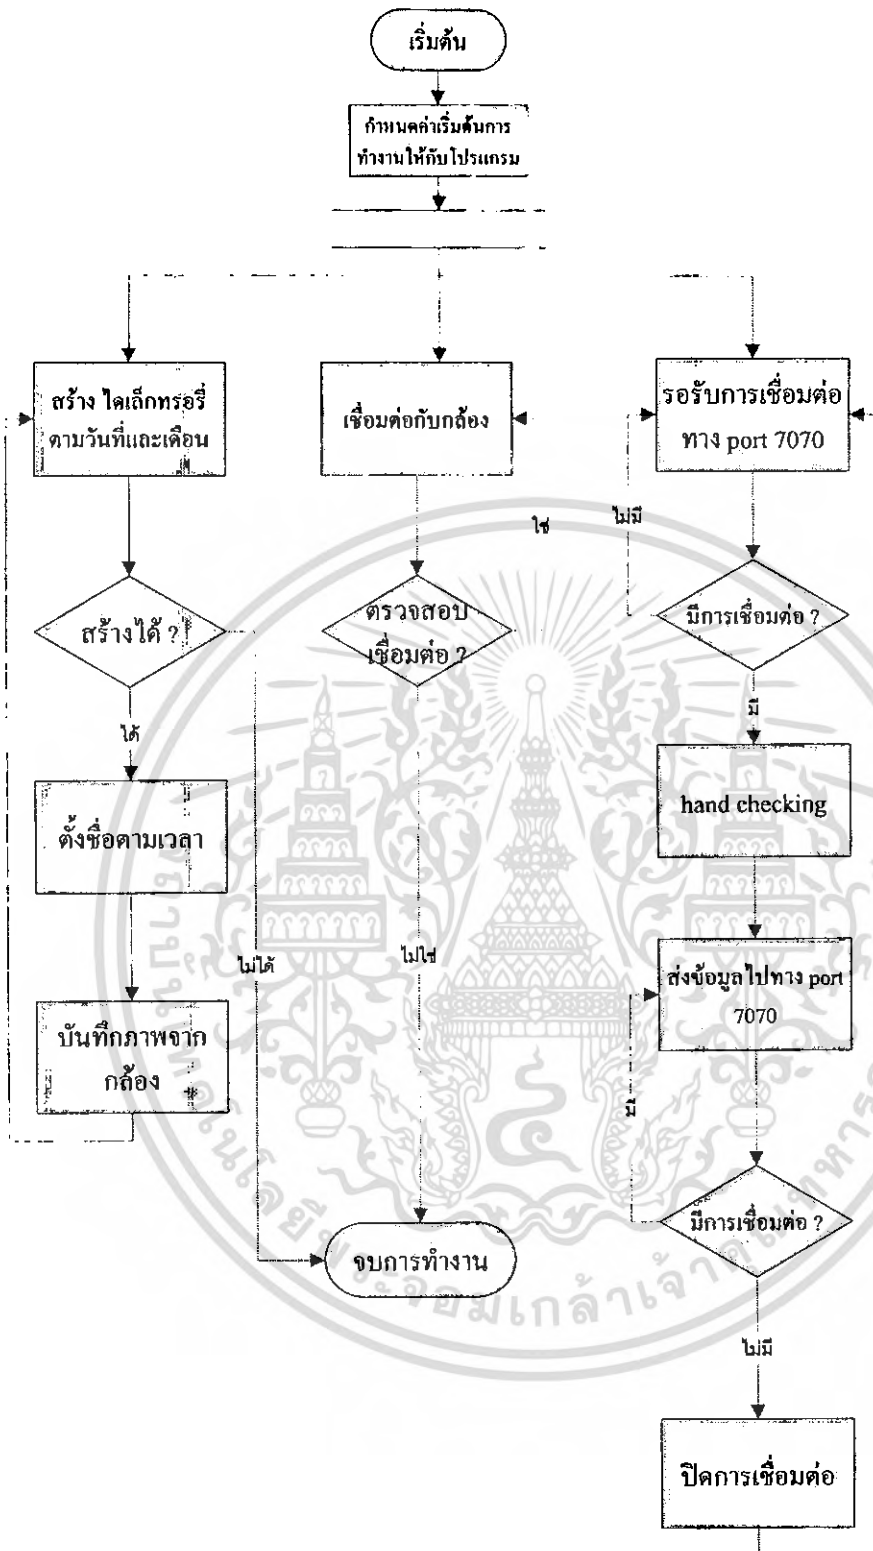 เริ่มต้น
กำหนดค่าเริ่มต้นการ
ทำงานให้กับโปรแกรม
สร้าง ไดเล็กทรอรี่
ตามวันที่และเดือน
เชื่อมต่อกับกล้อง
รอรับการเชื่อมต่อ
ทาง port 7070
ใช่
ไม่มี
สร้างได้ ?
ตรวจสอบ
เชื่อมต่อ ?
มีการเชื่อมต่อ ?
ได้
มี
ตั้งชื่อตามเวลา
hand checking
ไม่ได้
ไม่ใช่
ส่งข้อมูลไปทาง port
7070
บันทึกภาพจาก
กล้อง
มี
มีการเชื่อมต่อ ?
จบการทำงาน
ไม่มี
ปิดการเชื่อมต่อ